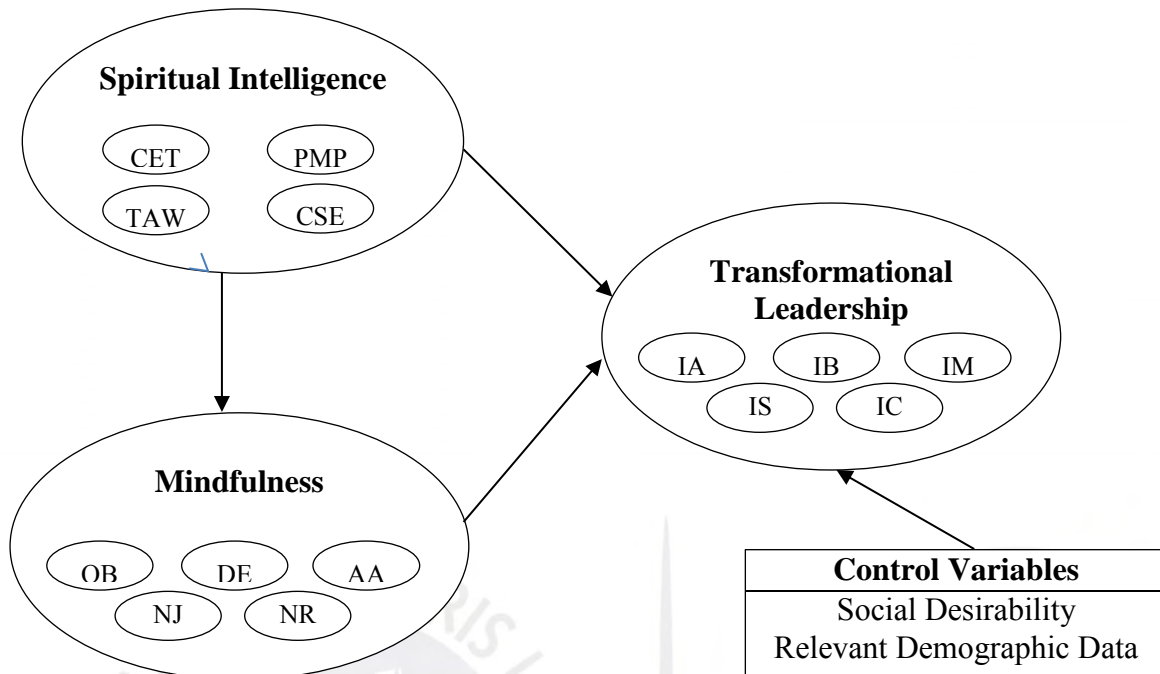 Spiritual Intelligence
CET PMP
TAW CSE
Transformational
Leadership
IA IB IM
IS IC
Mindfulness
OB DE AA
NJ NR
Control Variables
Social Desirability
Relevant Demographic Data